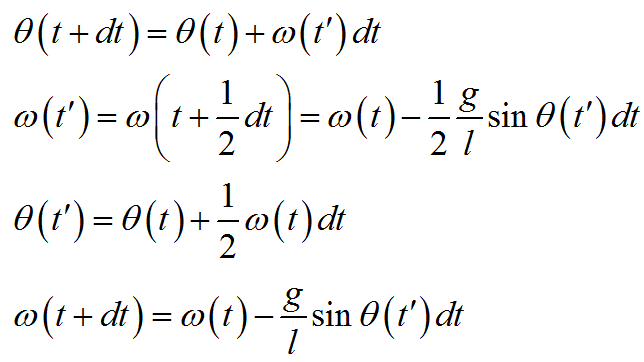 θ(t + dt) = θ(t) + ω(t′)dt
ω(t′) = ω(t + 1/2 dt) = ω(t) − 1/2 g/l sin θ(t′)dt
θ(t′) = θ(t) + 1/2 ω(t)dt
ω(t + dt) = ω(t) − g/l sin θ(t′)dt